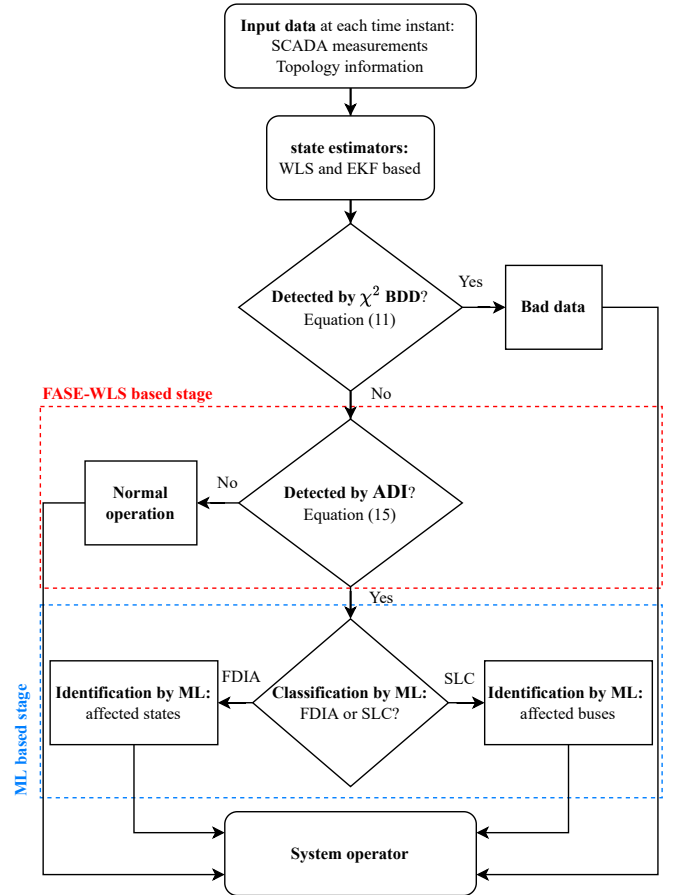 Input data at each time instant:
SCADA measurements
Topology information
state estimators:
WLS and EKF based
Detected by χ² BDD?
Equation (11)
Yes
Bad data
No
FASE-WLS based stage
Detected by ADI?
Equation (15)
No
Normal
operation
Yes
ML based stage
Classification by ML:
FDIA or SLC?
FDIA
Identification by ML:
affected states
SLC
Identification by ML:
affected buses
System operator